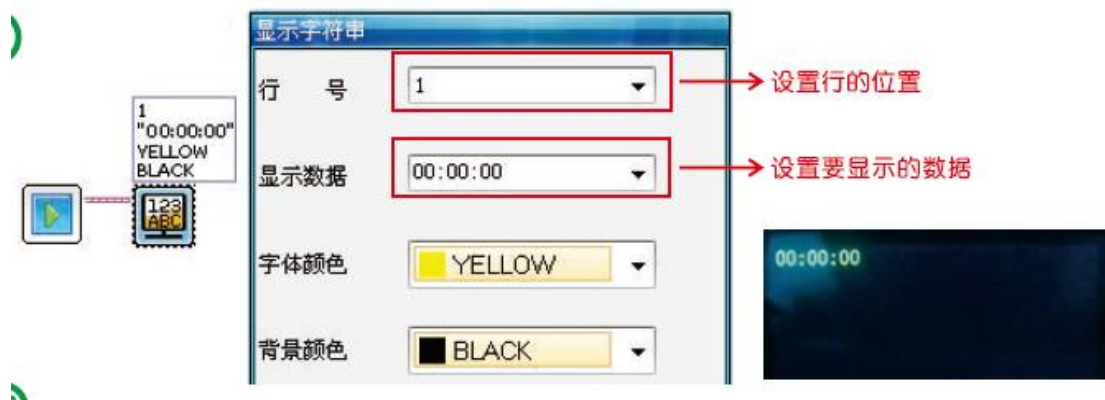 显示字符串
行 号
1
设置行的位置
1
"00:00:00"
YELLOW
BLACK
123
ABC
显示数据
00:00:00
设置要显示的数据
字体颜色
YELLOW
00:00:00
背景颜色
BLACK